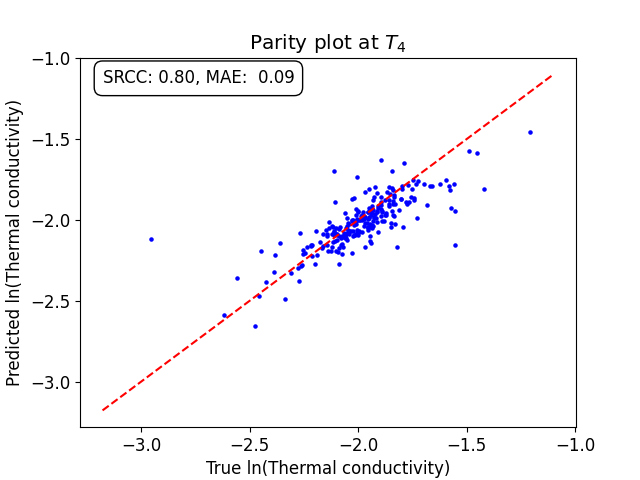 Parity plot at T₄
SRCC: 0.80, MAE:  0.09
Predicted ln(Thermal conductivity)
−1.0
−1.5
−2.0
−2.5
−3.0
−3.0 −2.5 −2.0 −1.5 −1.0
True ln(Thermal conductivity)